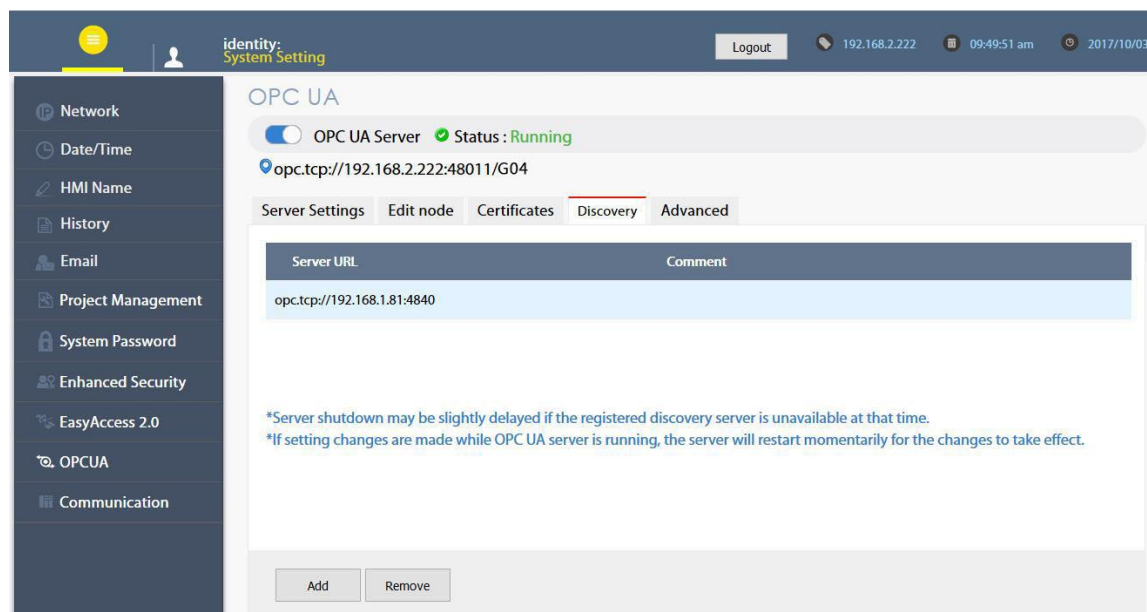 identity:
System Setting
Logout
192.168.2.222
09:49:51 am
2017/10/03
Network
Date/Time
HMI Name
History
Email
Project Management
System Password
Enhanced Security
EasyAccess 2.0
OPCUA
Communication
OPC UA
OPC UA Server Status : Running
opc.tcp://192.168.2.222:48011/G04
Server Settings Edit node Certificates Discovery Advanced
Server URL Comment
opc.tcp://192.168.1.81:4840
*Server shutdown may be slightly delayed if the registered discovery server is unavailable at that time.
*If setting changes are made while OPC UA server is running, the server will restart momentarily for the changes to take effect.
Add Remove